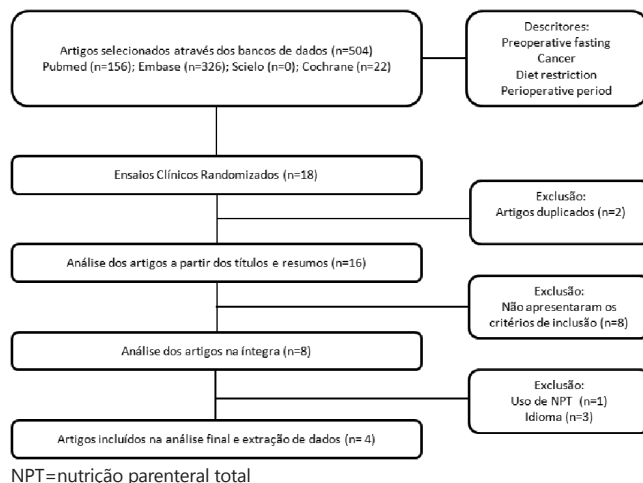 Artigos selecionados através dos bancos de dados (n=504)
Pubmed (n=156); Embase (n=326); Scielo (n=0); Cochrane (n=22)
Descritores:
Preoperative fasting
Cancer
Diet restriction
Perioperative period
Ensaios Clínicos Randomizados (n=18)
Exclusão:
Artigos duplicados (n=2)
Análise dos artigos a partir dos títulos e resumos (n=16)
Exclusão:
Não apresentaram os
critérios de inclusão (n=8)
Análise dos artigos na íntegra (n=8)
Exclusão:
Uso de NPT (n=1)
Idioma (n=3)
Artigos incluídos na análise final e extração de dados (n= 4)
NPT=nutrição parenteral total